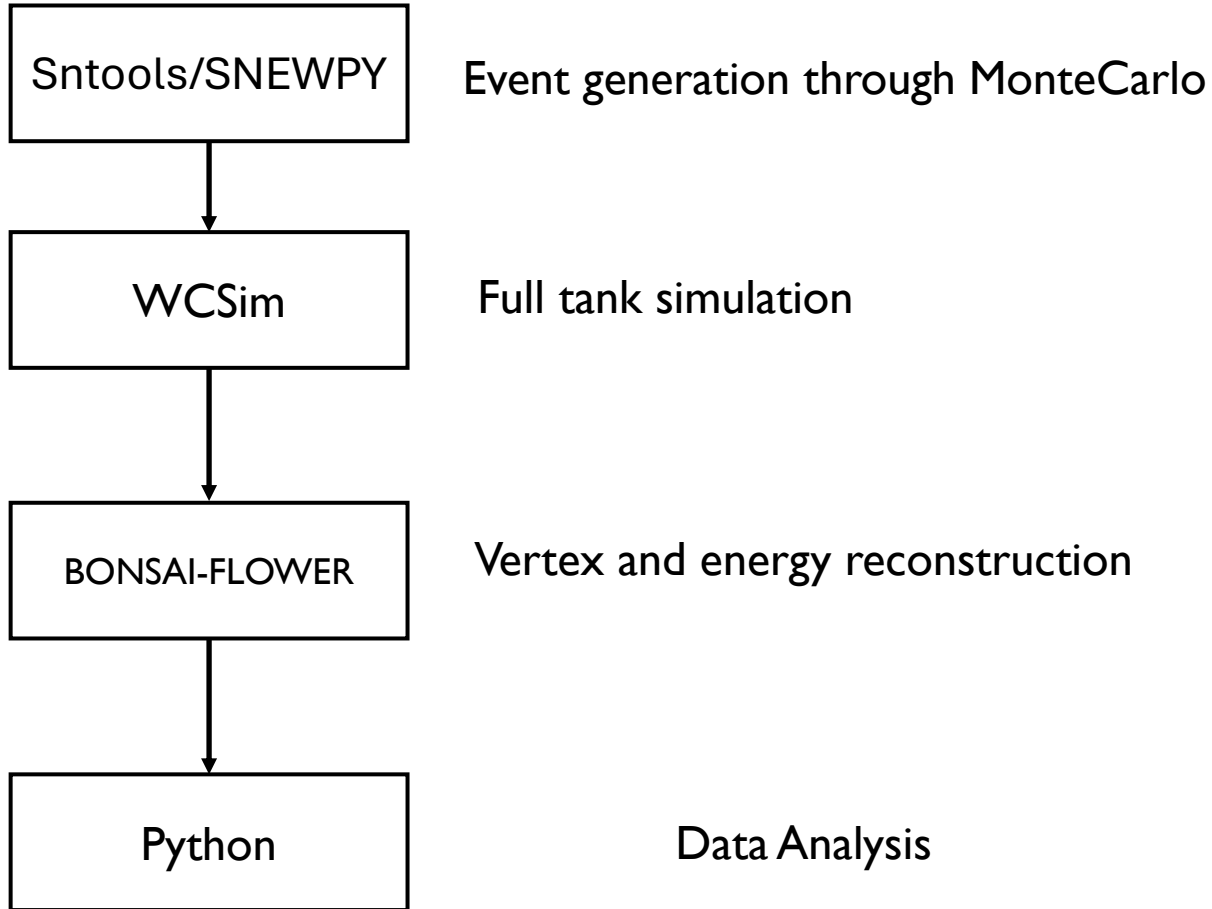 Sntools/SNEWPY
Event generation through MonteCarlo
WCSim
Full tank simulation
BONSAI-FLOWER
Vertex and energy reconstruction
Python
Data Analysis